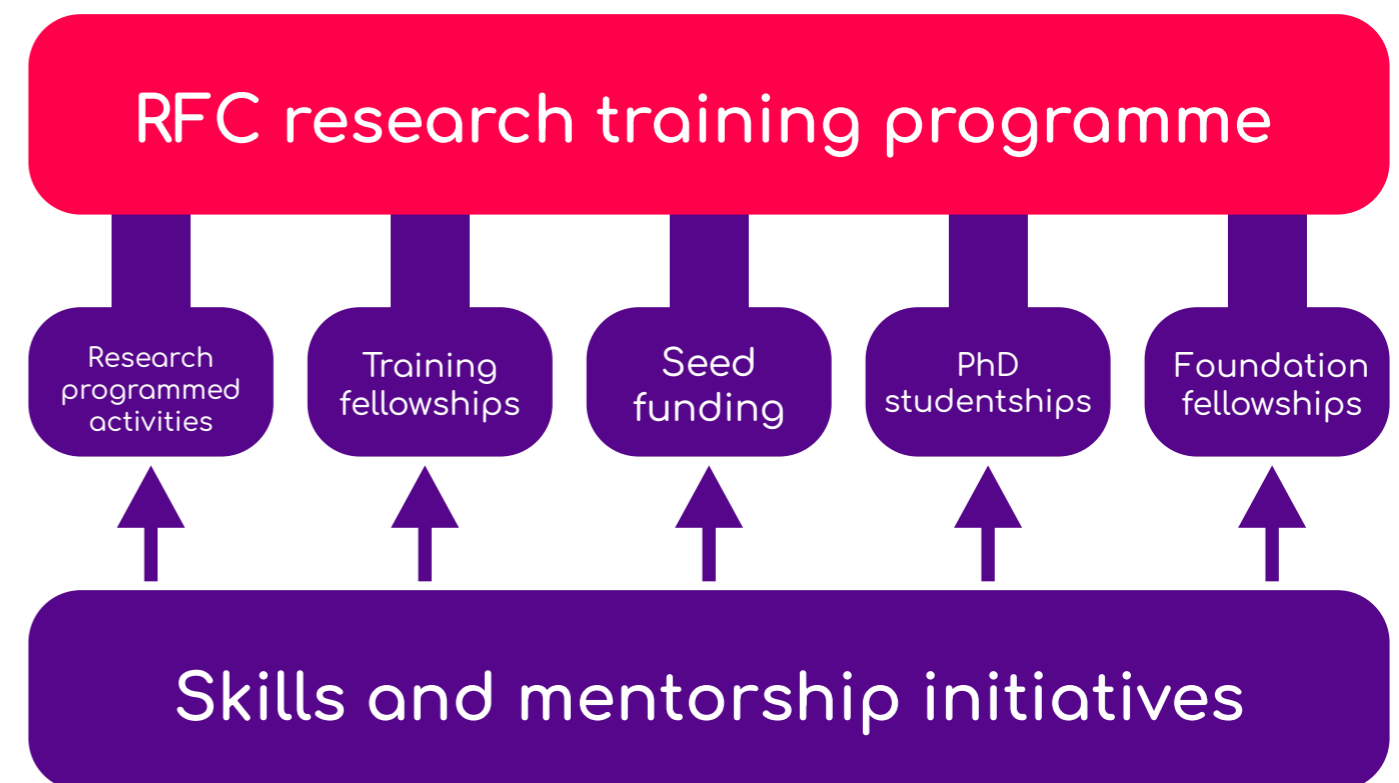 RFC research training programme
Research
programmed
activities
Training
fellowships
Seed
funding
PhD
studentships
Foundation
fellowships
Skills and mentorship initiatives